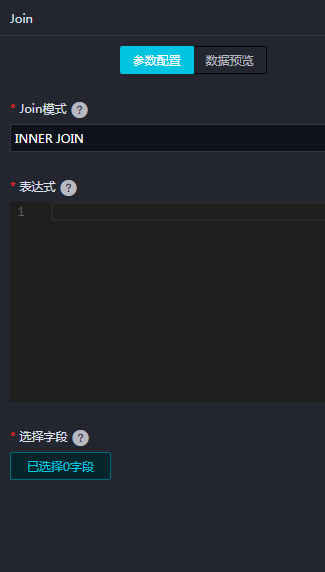 Join
参数配置 数据预览
* Join模式 ?
INNER JOIN
* 表达式 ?
1
* 选择字段 ?
已选择0字段